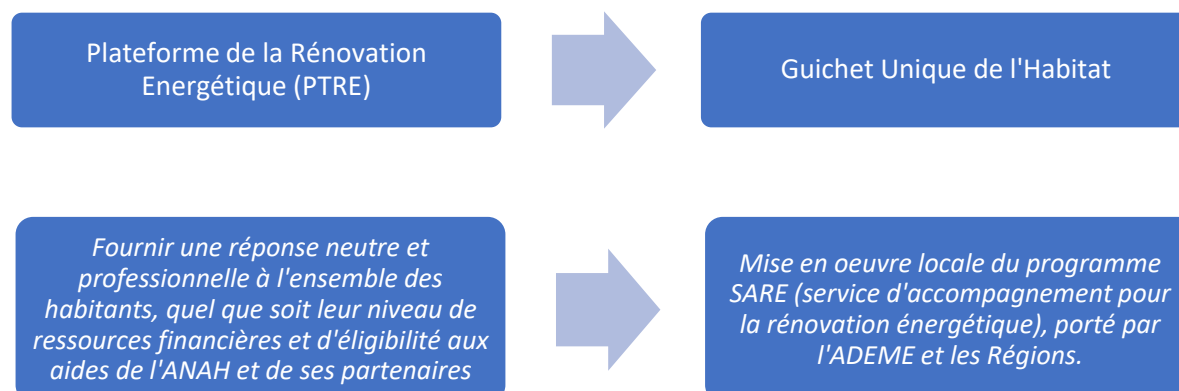 Plateforme de la Rénovation
Energétique (PTRE)
Guichet Unique de l'Habitat
Fournir une réponse neutre et
professionnelle à l'ensemble des
habitants, quel que soit leur niveau de
ressources financières et d'éligibilité aux
aides de l'ANAH et de ses partenaires
Mise en oeuvre locale du programme
SARE (service d'accompagnement pour
la rénovation énergétique), porté par
l'ADEME et les Régions.